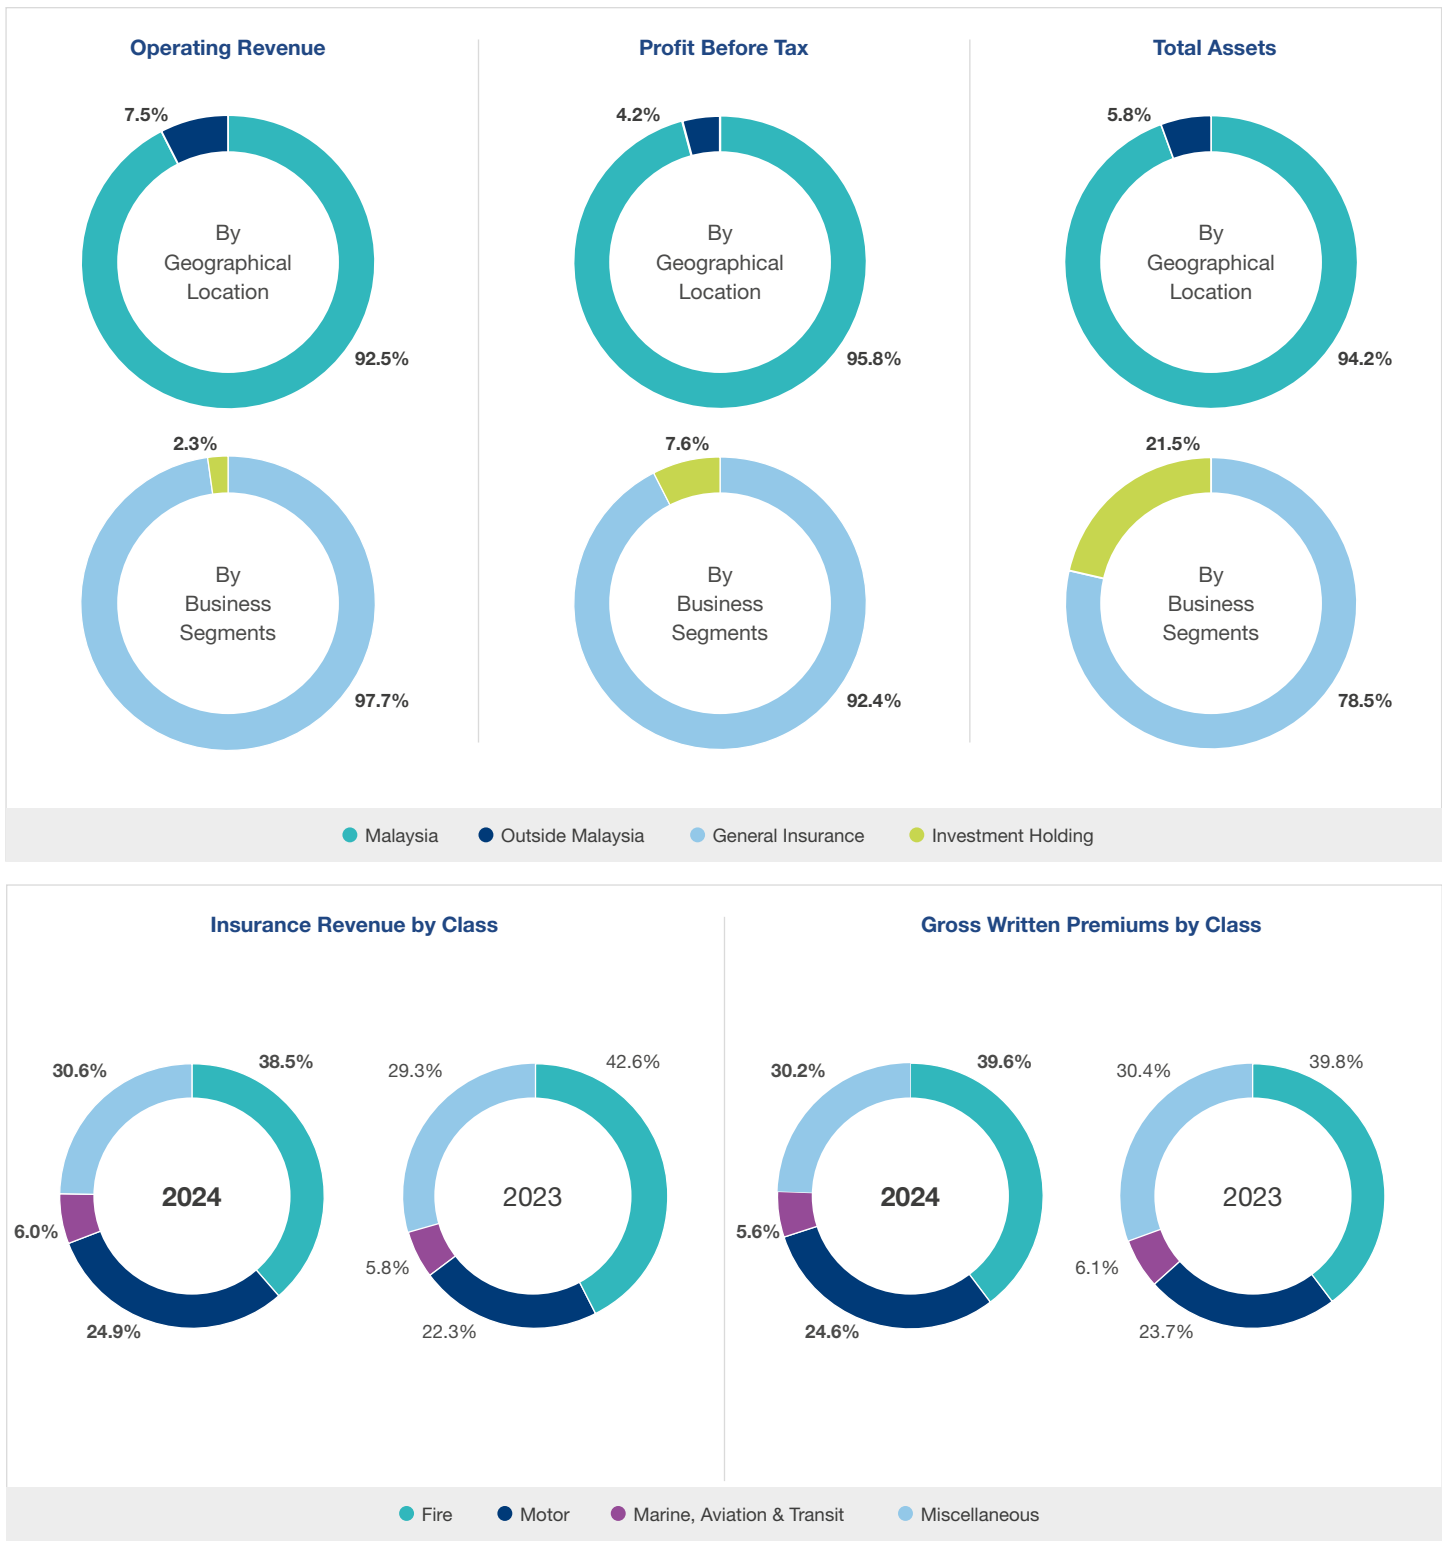 Operating Revenue
7.5%
By
Geographical
Location
92.5%
2.3%
By
Business
Segments
97.7%
Profit Before Tax
4.2%
By
Geographical
Location
95.8%
7.6%
By
Business
Segments
92.4%
Total Assets
5.8%
By
Geographical
Location
94.2%
21.5%
By
Business
Segments
78.5%
Malaysia
Outside Malaysia
General Insurance
Investment Holding
Insurance Revenue by Class
30.6%
38.5%
2024
6.0%
24.9%
29.3%
42.6%
2023
5.8%
22.3%
Gross Written Premiums by Class
30.2%
39.6%
2024
5.6%
24.6%
30.4%
39.8%
2023
6.1%
23.7%
Fire
Motor
Marine, Aviation & Transit
Miscellaneous